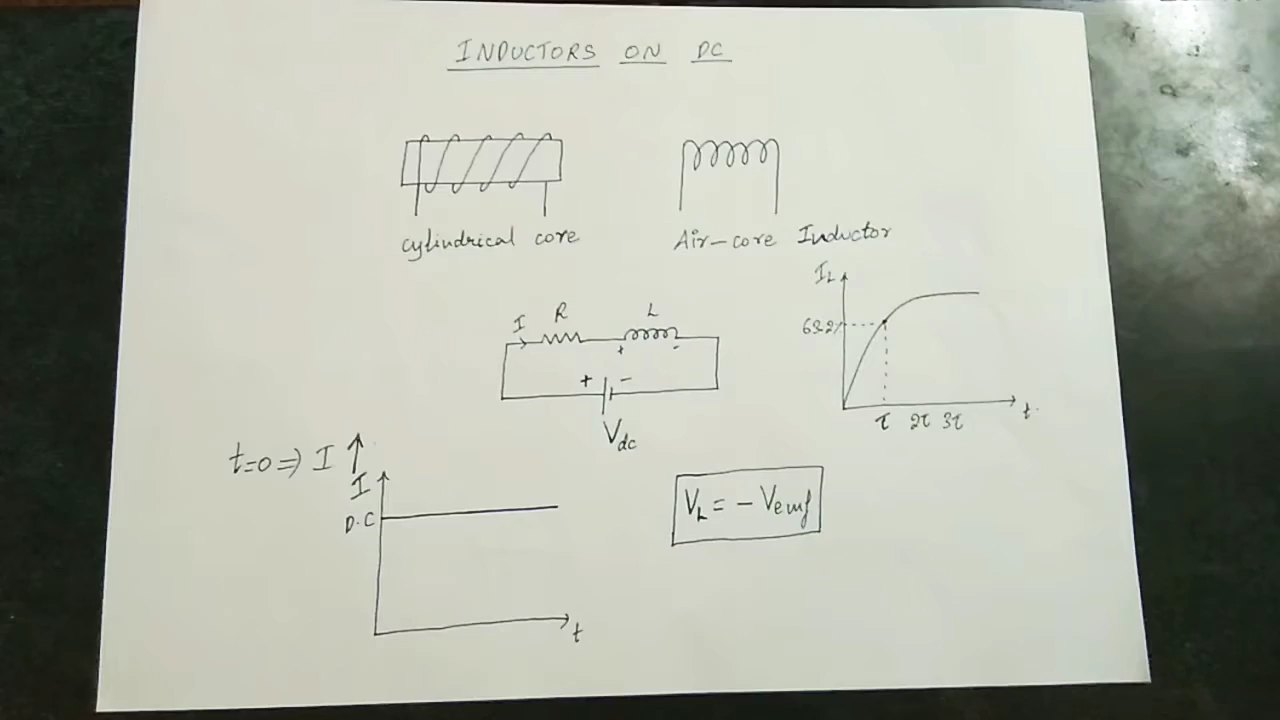 INDUCTORS ON DC
cylindrical core
Air-core Inductor
I R L
+ -
+ -
Vdc
IL
63.2%
τ 2τ 3τ
t
t=0 ⇒ I ↑
I
D.C
t
VL = - Vemf